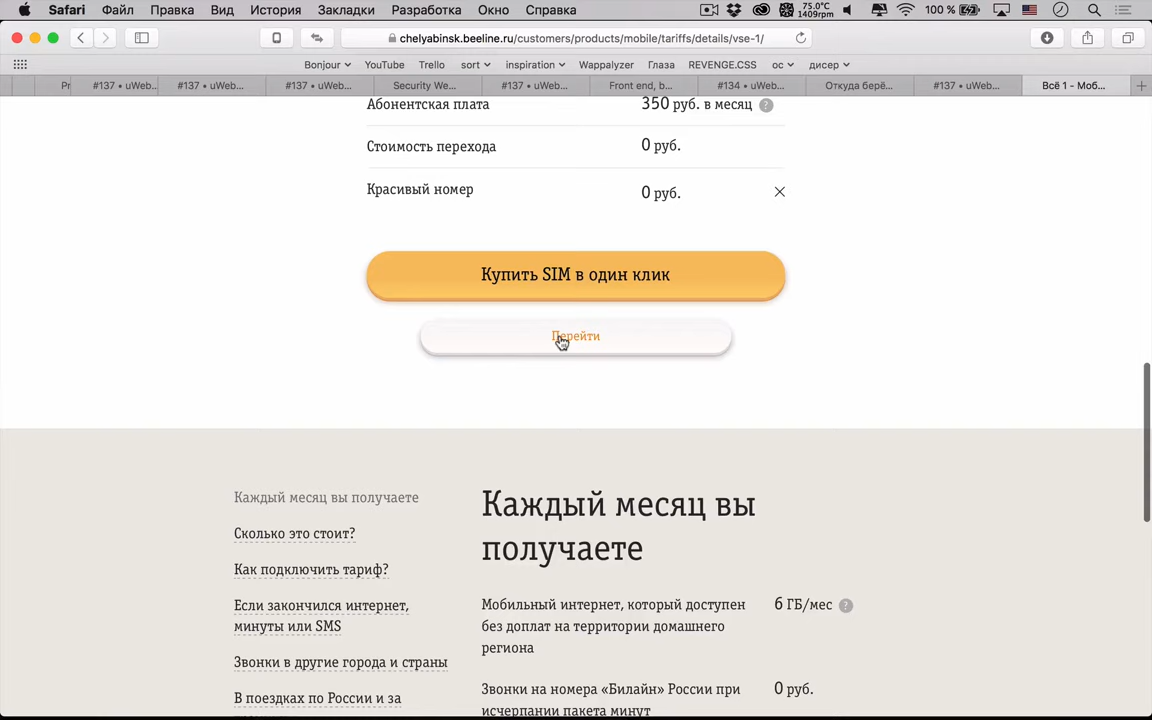 Safari Файл Правка Вид История Закладки Разработка Окно Справка 75.0°C 1409rpm 100 %
chelyabinsk.beeline.ru/customers/products/mobile/tariffs/details/vse-1/
Bonjour YouTube Trello sort inspiration Wappalyzer Глаза REVENGE.CSS ос дисер
Pr #137 • uWeb... #137 • uWeb... #137 • uWeb... Security We... #137 • uWeb... Front end, b... #134 • uWeb... Откуда берё... #137 • uWeb... Всё 1 - Моб...
Абонентская плата 350 руб. в месяц ?
Стоимость перехода 0 руб.
Красивый номер 0 руб.
Купить SIM в один клик
Перейти
Каждый месяц вы получаете
Сколько это стоит?
Как подключить тариф?
Если закончился интернет,
минуты или SMS
Звонки в другие города и страны
В поездках по России и за
Каждый месяц вы
получаете
Мобильный интернет, который доступен 6 ГБ/мес ?
без доплат на территории домашнего
региона
Звонки на номера «Билайн» России при 0 руб.
исчерпании пакета минут